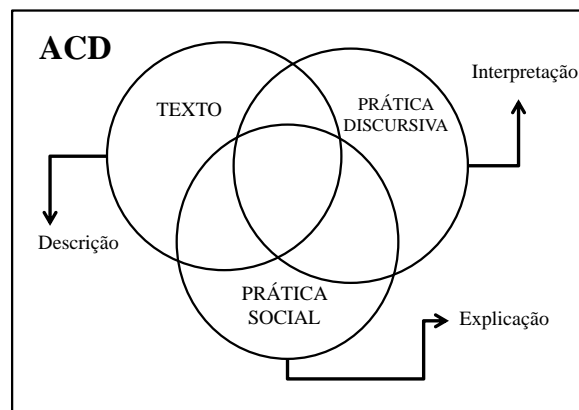 ACD
Interpretação
TEXTO
PRÁTICA
DISCURSIVA
Descrição
PRÁTICA
SOCIAL
Explicação